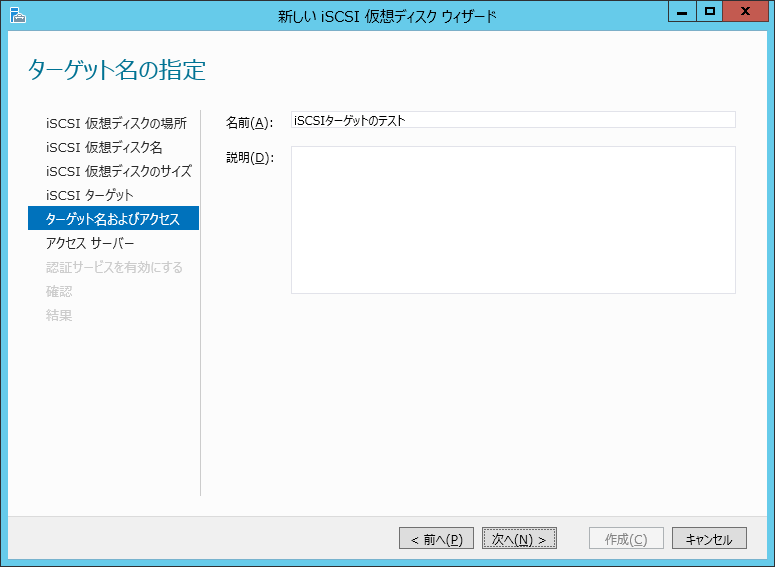 新しい iSCSI 仮想ディスク ウィザード
ターゲット名の指定
iSCSI 仮想ディスクの場所
iSCSI 仮想ディスク名
iSCSI 仮想ディスクのサイズ
iSCSI ターゲット
ターゲット名およびアクセス
アクセス サーバー
認証サービスを有効にする
確認
結果
名前(A): iSCSIターゲットのテスト
説明(D):
< 前へ(P) 次へ(N) > 作成(C) キャンセル